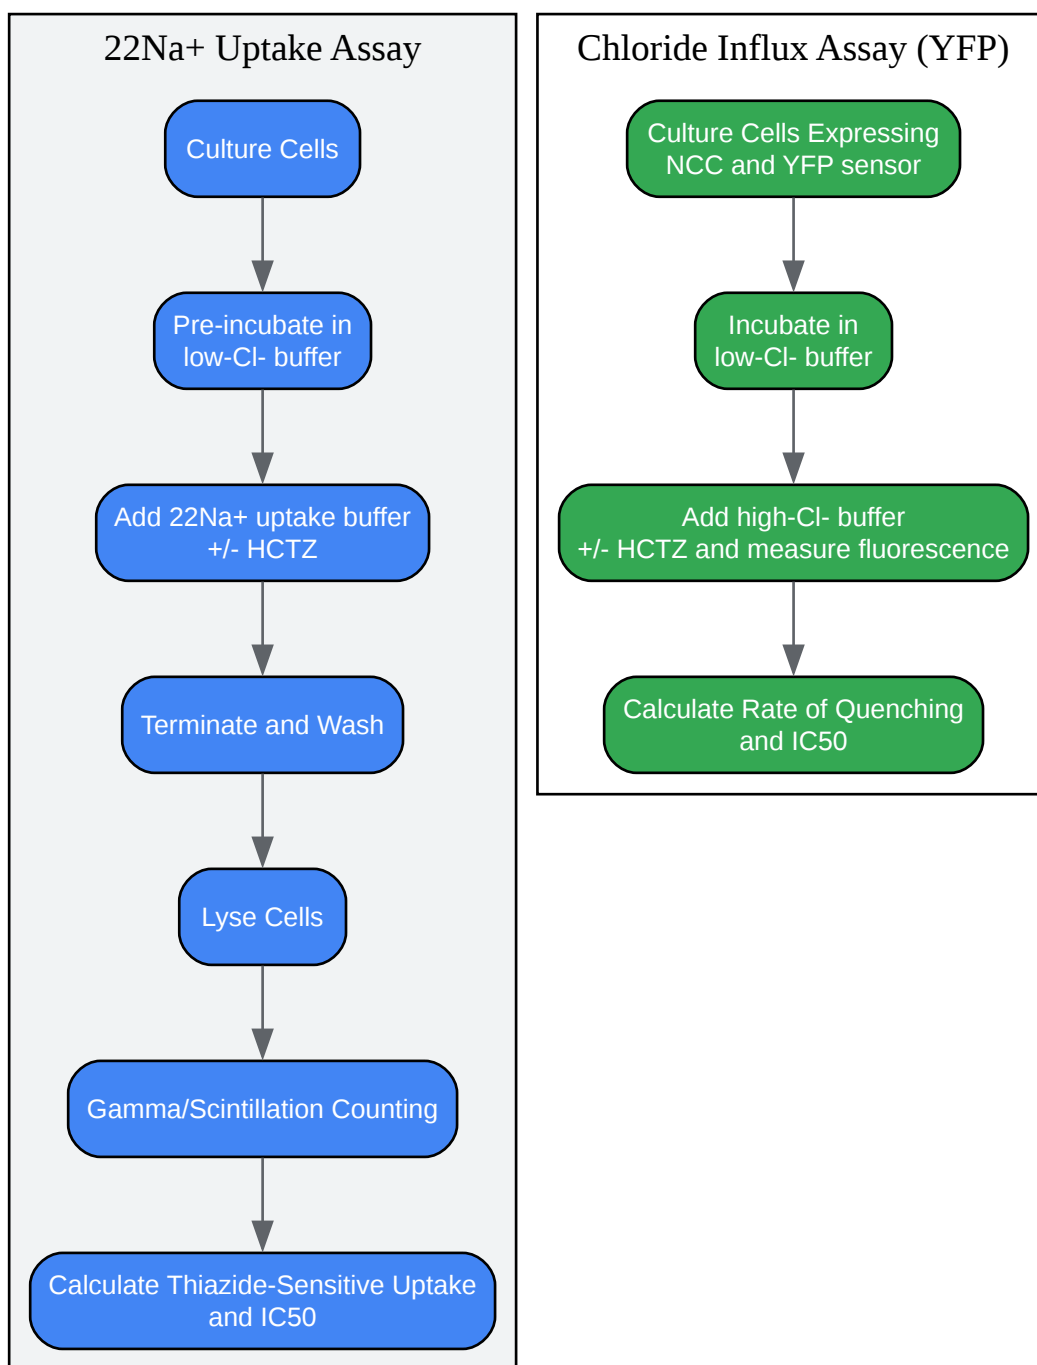 22Na+ Uptake Assay
Culture Cells
Pre-incubate in
low-Cl- buffer
Add 22Na+ uptake buffer
+/- HCTZ
Terminate and Wash
Lyse Cells
Gamma/Scintillation Counting
Calculate Thiazide-Sensitive Uptake
and IC50
Chloride Influx Assay (YFP)
Culture Cells Expressing
NCC and YFP sensor
Incubate in
low-Cl- buffer
Add high-Cl- buffer
+/- HCTZ and measure fluorescence
Calculate Rate of Quenching
and IC50